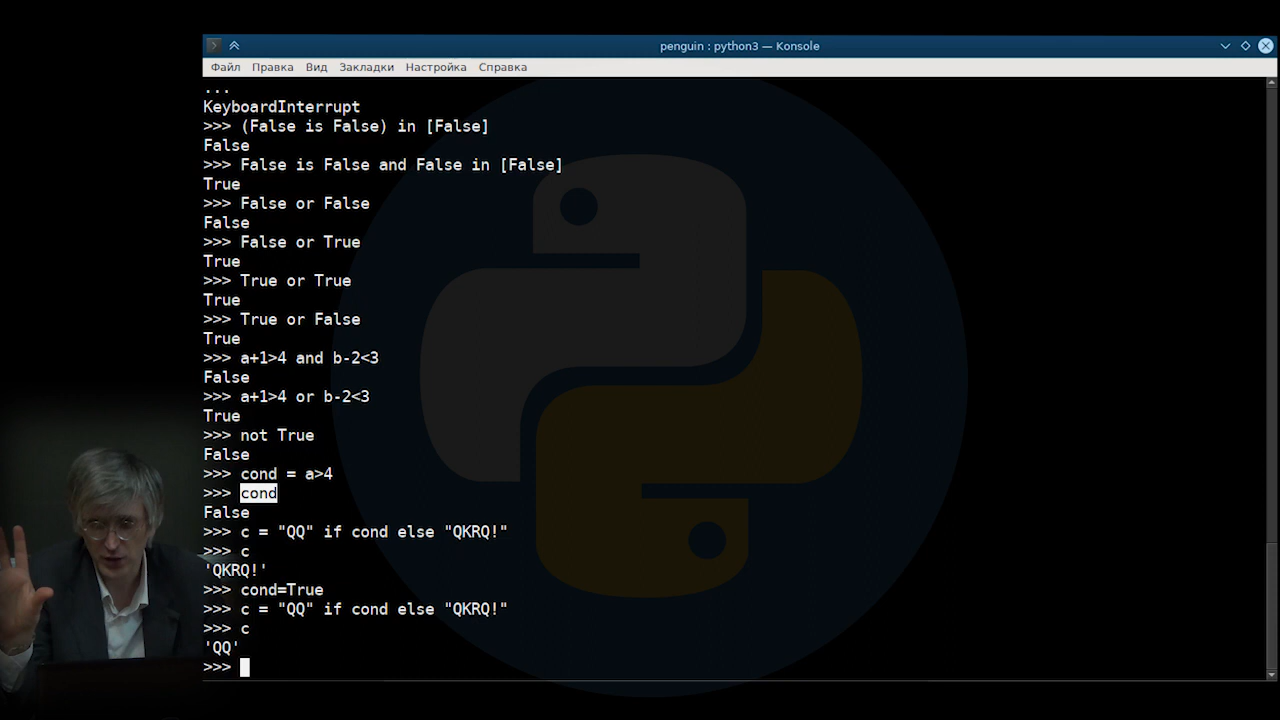 penguin : python3 — Konsole
Файл Правка Вид Закладки Настройка Справка
...
KeyboardInterrupt
>>> (False is False) in [False]
False
>>> False is False and False in [False]
True
>>> False or False
False
>>> False or True
True
>>> True or True
True
>>> True or False
True
>>> a+1>4 and b-2<3
False
>>> a+1>4 or b-2<3
True
>>> not True
False
>>> cond = a>4
>>> cond
False
>>> c = "QQ" if cond else "QKRQ!"
>>> c
'QKRQ!'
>>> cond=True
>>> c = "QQ" if cond else "QKRQ!"
>>> c
'QQ'
>>>